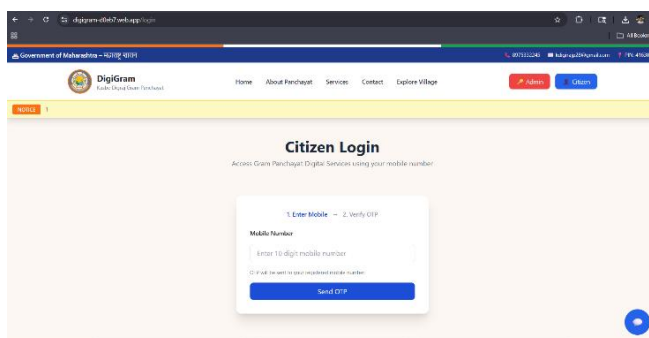 digigram-d0eb7.web.app/login
All Bookm
Government of Maharashtra – महाराष्ट्र शासन
DigiGram
Home About Panchayat Services Contact Explore Village
Admin
Citizen
NOTICE
Citizen Login
Access Gram Panchayat Digital Services using your mobile number
1. Enter Mobile → 2. Verify OTP
Mobile Number
Enter 10 digit mobile number
OTP will be sent to your registered mobile number
Send OTP